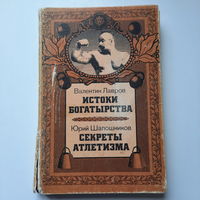 Валентин Лавров
ИСТОКИ
БОГАТЫРСТВА
Юрий Шапошников
СЕКРЕТЫ
АТЛЕТИЗМА